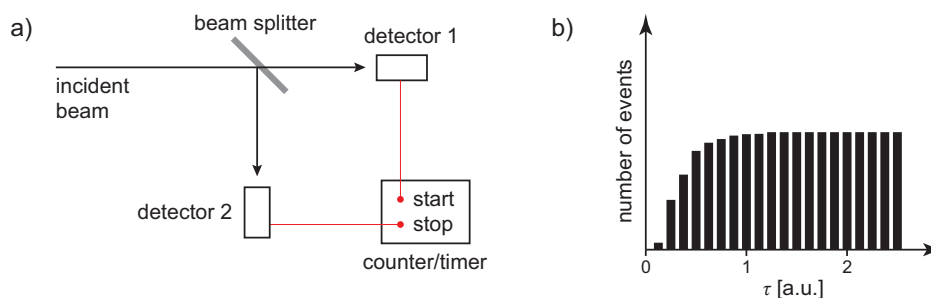 a)
beam splitter
detector 1
incident
beam
detector 2
start
stop
counter/timer
b)
number of events
0
1
2
τ [a.u.]